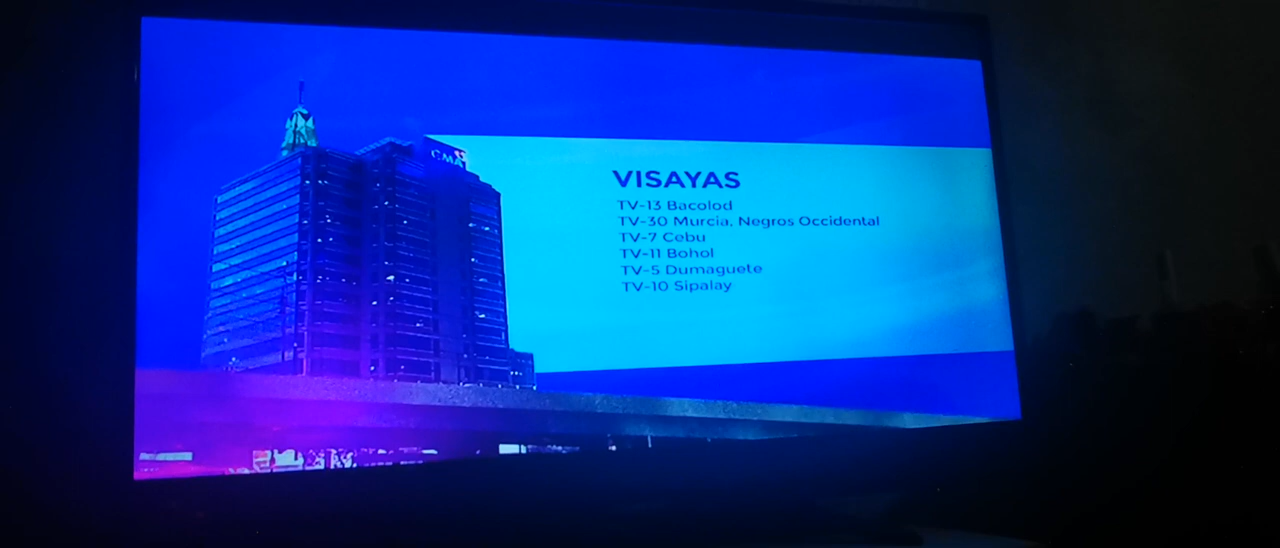 GMA
VISAYAS
TV-13 Bacolod
TV-30 Murcia, Negros Occidental
TV-7 Cebu
TV-11 Bohol
TV-5 Dumaguete
TV-10 Sipalay